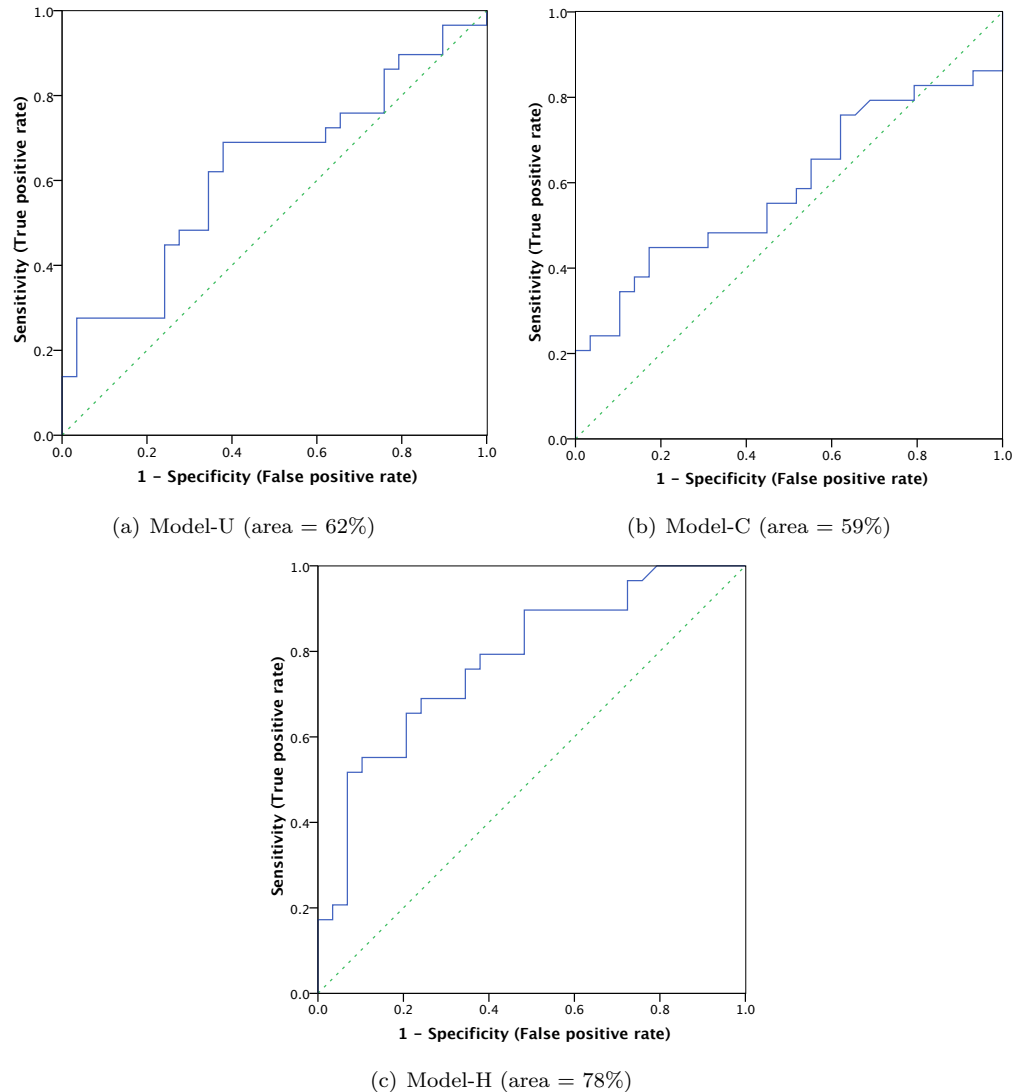 1.0
0.8
0.6
0.4
0.2
0.0
Sensitivity (True positive rate)
0.0 0.2 0.4 0.6 0.8 1.0
1 – Specificity (False positive rate)
(a) Model-U (area = 62%)
1.0
0.8
0.6
0.4
0.2
0.0
Sensitivity (True positive rate)
0.0 0.2 0.4 0.6 0.8 1.0
1 – Specificity (False positive rate)
(b) Model-C (area = 59%)
1.0
0.8
0.6
0.4
0.2
0.0
Sensitivity (True positive rate)
0.0 0.2 0.4 0.6 0.8 1.0
1 – Specificity (False positive rate)
(c) Model-H (area = 78%)